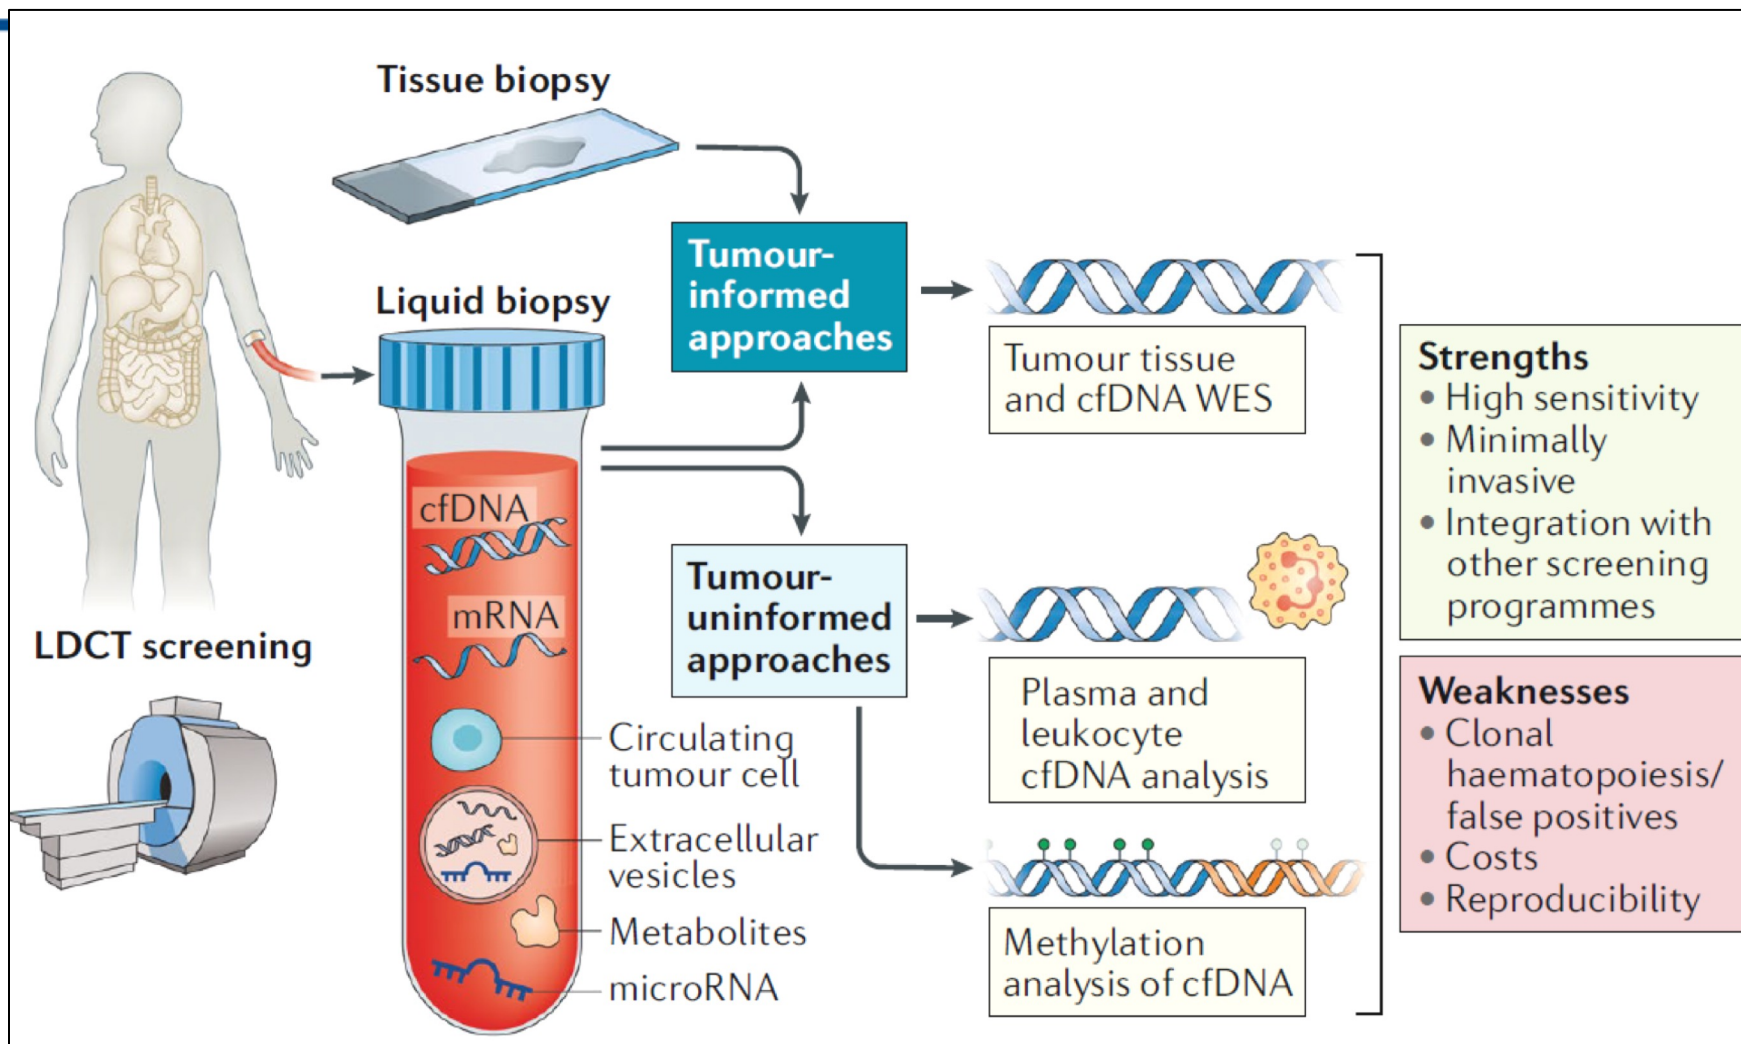 Tissue biopsy
Liquid biopsy
LDCT screening
cfDNA
mRNA
Circulating
tumour cell
Extracellular
vesicles
Metabolites
microRNA
Tumour-
informed
approaches
Tumour-
uninformed
approaches
Tumour tissue
and cfDNA WES
Plasma and
leukocyte
cfDNA analysis
Methylation
analysis of cfDNA
Strengths
• High sensitivity
• Minimally
invasive
• Integration with
other screening
programmes
Weaknesses
• Clonal
haematopoiesis/
false positives
• Costs
• Reproducibility